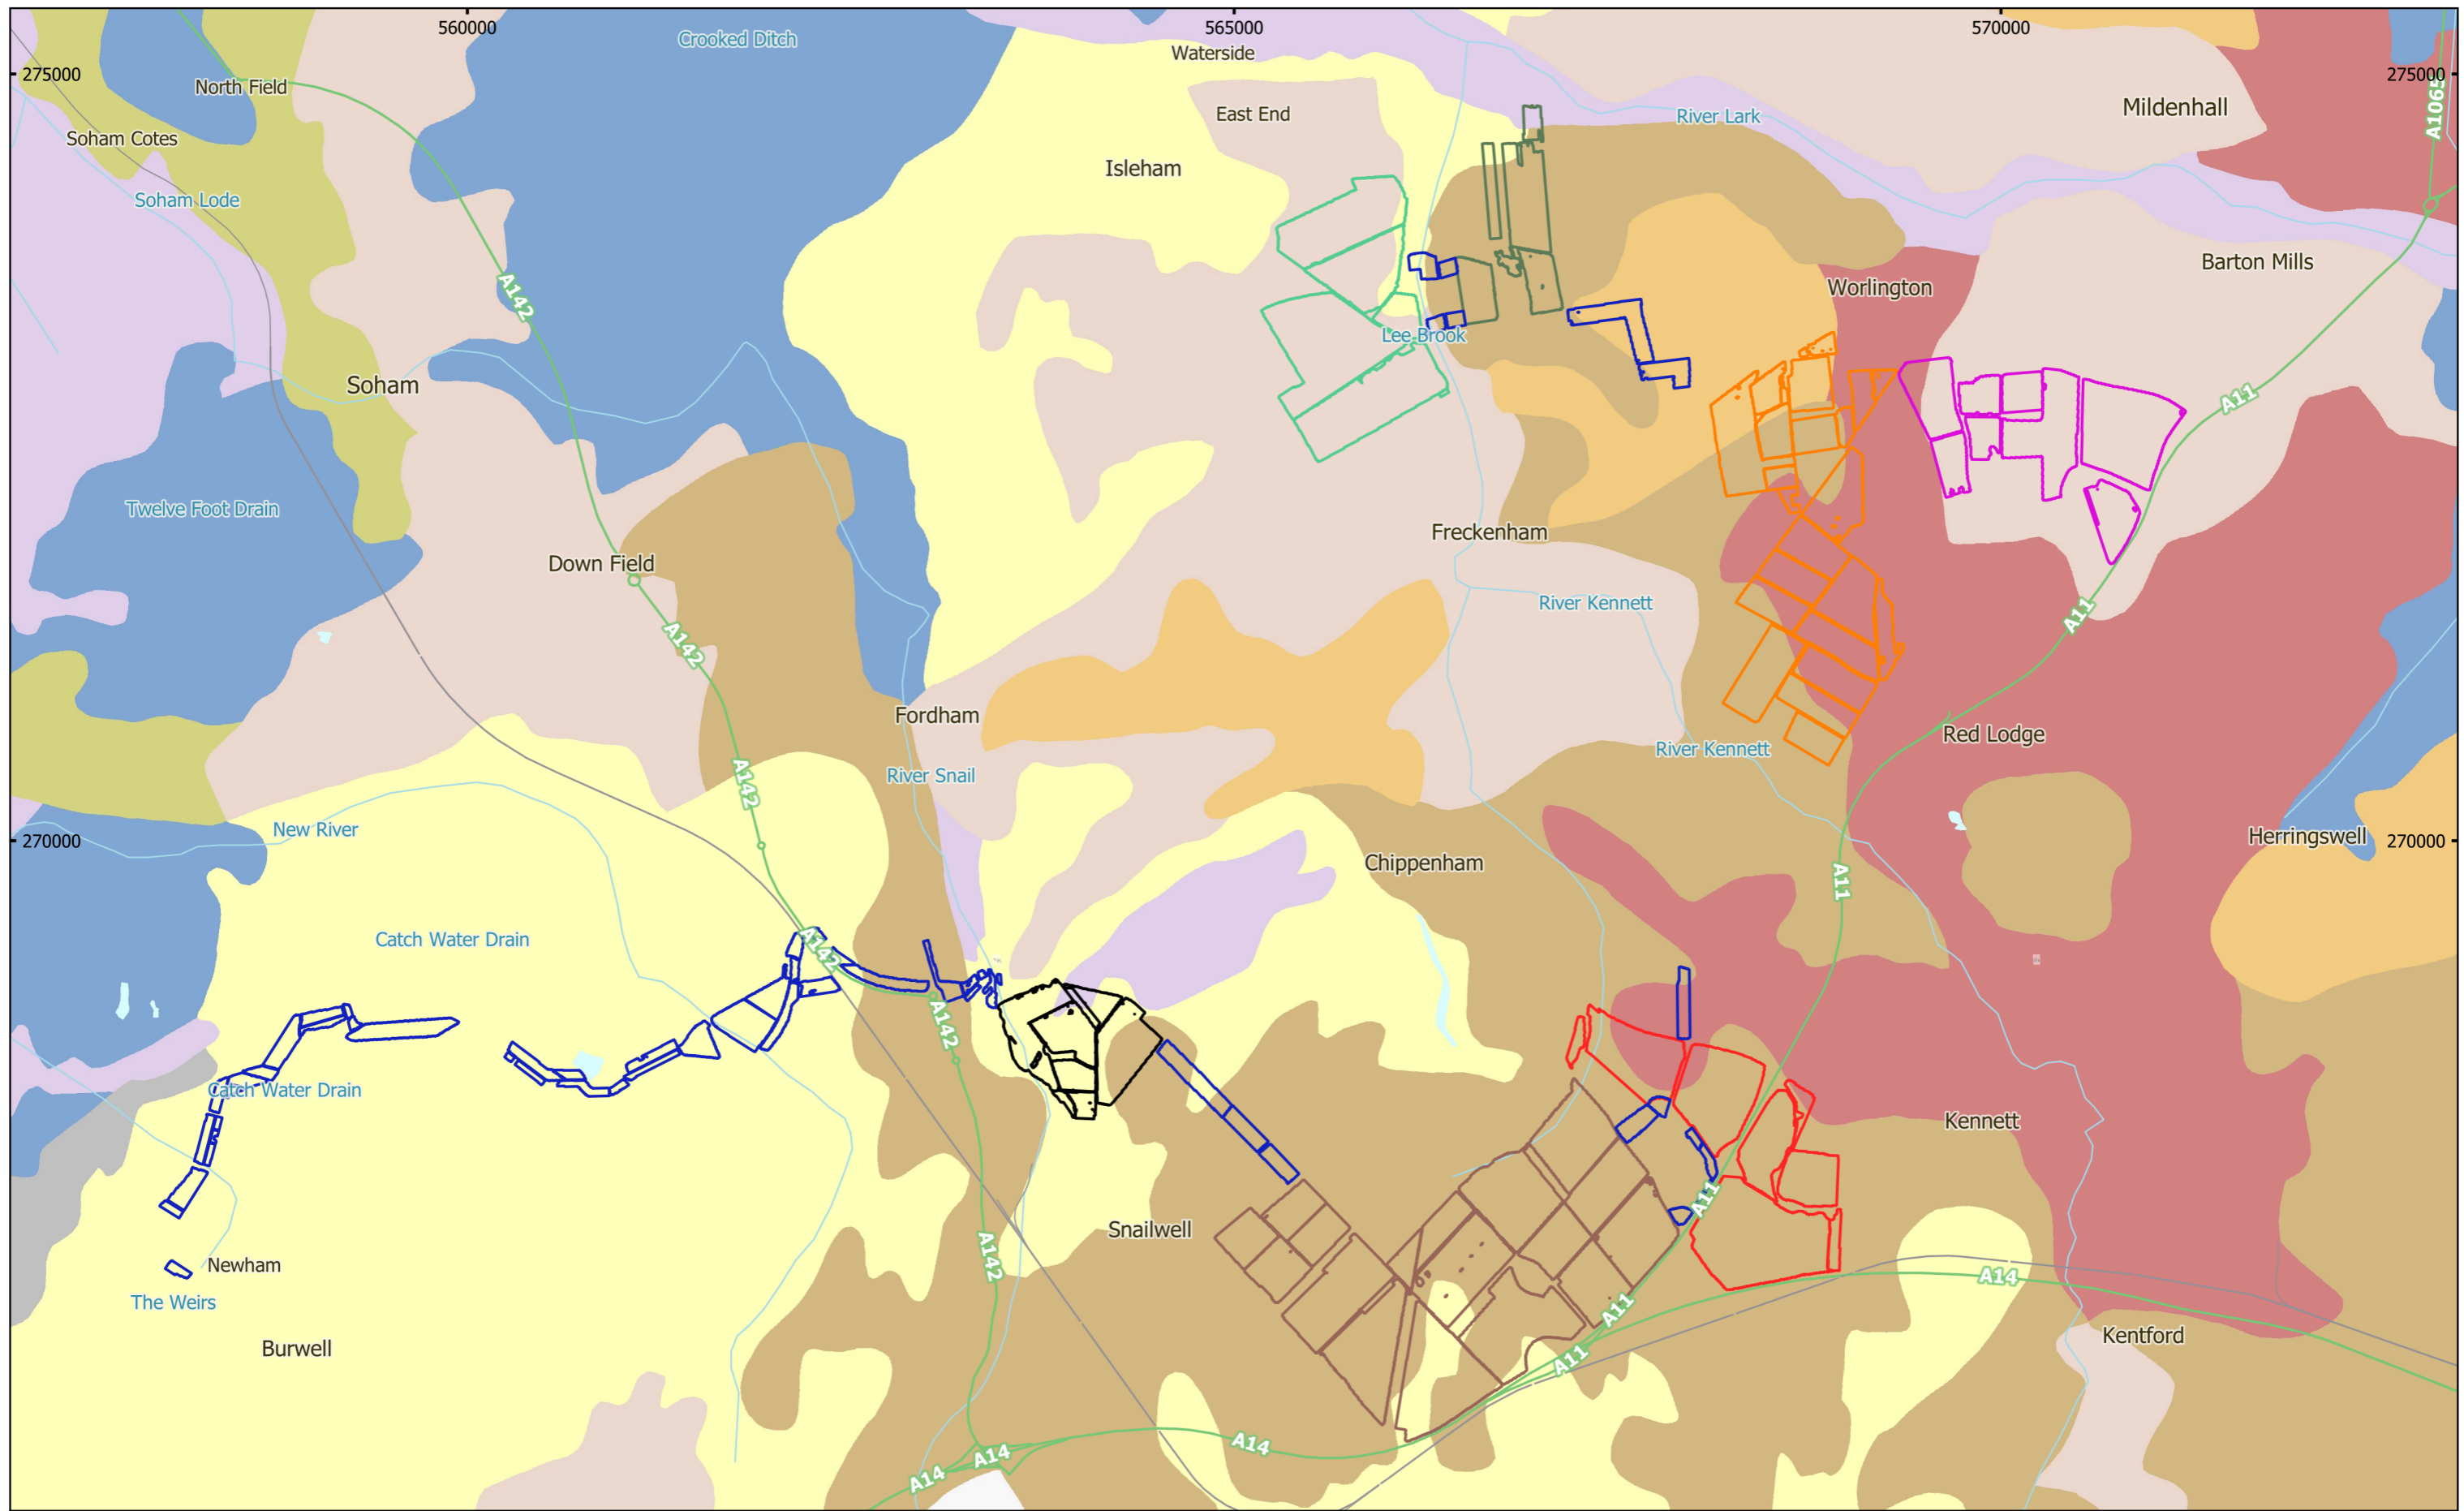 560000
565000
570000
Crooked Ditch
Waterside
275000
275000
North Field
A1065
Mildenhall
East End
River Lark
Soham Cotes
Isleham
Soham Lode
Barton Mills
Worlington
A142
Lee Brook
Soham
A11
Twelve Foot Drain
Freckenham
Down Field
River Kennett
A11
A142
Fordham
Red Lodge
River Kennett
River Snail
A142
New River
270000
Herringswell
270000
Chippenham
A11
Catch Water Drain
A142
A142
Catch Water Drain
Kennett
A11
Snailwell
A142
Newham
A14
The Weirs
A11
Kentford
Burwell
A11
A14
A14
A14